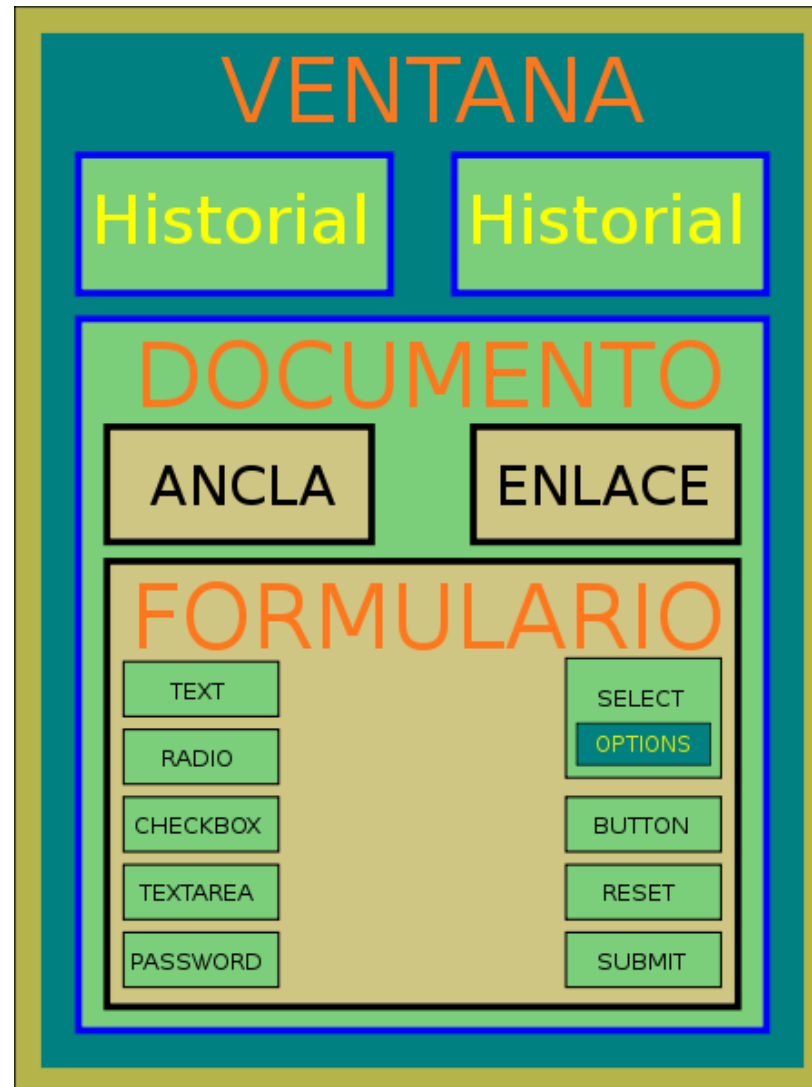 VENTANA
Historial Historial
DOCUMENTO
ANCLA ENLACE
FORMULARIO
TEXT
RADIO
CHECKBOX
TEXTAREA
PASSWORD
SELECT
OPTIONS
BUTTON
RESET
SUBMIT